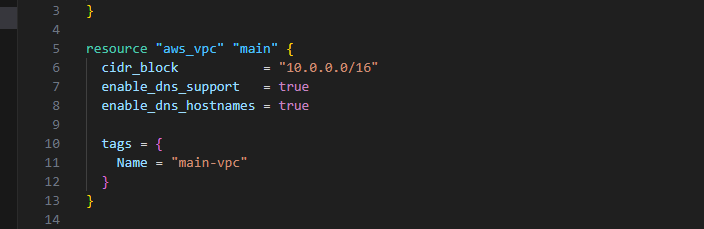 3 }
4
5 resource "aws_vpc" "main" {
6   cidr_block           = "10.0.0.0/16"
7   enable_dns_support   = true
8   enable_dns_hostnames = true
9
10   tags = {
11     Name = "main-vpc"
12   }
13 }
14